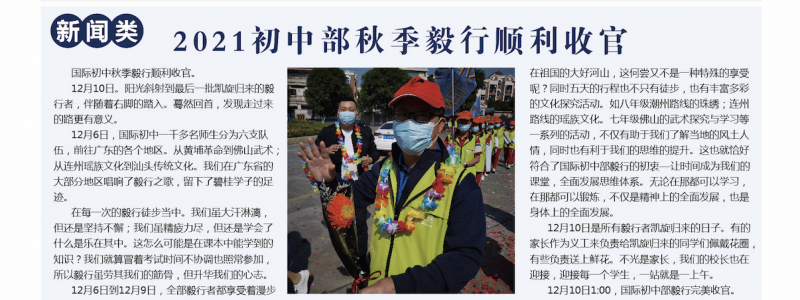 新闻类
2021初中部秋季毅行顺利收官
国际初中秋季毅行顺利收官。
12月10日。阳光斜射到最后一批凯旋归来的毅
行者，伴随着右脚的踏入。蓦然回首，发现走过来
的路更有意义。
12月6日，国际初中一千多名师生分为六支队
伍，前往广东的各个地区。从黄埔革命到佛山武术；
从连州瑶族文化到汕头传统文化。我们在广东省的
大部分地区唱响了毅行之歌，留下了碧桂学子的足
迹。
在每一次的毅行徒步当中。我们虽大汗淋漓，
但还是坚持不懈；我们虽精疲力尽，但还是学会了
什么是乐在其中。这怎么可能是在课本中能学到的
知识？我们就算冒着考试时间不协调也照常参加，
所以毅行虽劳其我们的筋骨，但升华我们的心志。
12月6日到12月9日，全部毅行者都享受着漫步
在祖国的大好河山，这何尝又不是一种特殊的享受
呢？同时五天的行程也不只有徒步，也有丰富多彩
的文化探究活动。如八年级潮州路线的珠绣；连州
路线的瑶族文化。七年级佛山的武术探究与学习等
一系列的活动，不仅有助于我们了解当地的风土人
情，同时也有利于我们的思维的提升。这也就恰好
符合了国际初中部毅行的初衷—让时间成为我们的
课堂，全面发展思维体系。无论在那都可以学习，
在那都可以锻炼，不仅是精神上的全面发展，也是
身体上的全面发展。
12月10日是所有毅行者凯旋归来的日子。有的
家长作为义工来负责给凯旋归来的同学们佩戴花圈，
有些负责送上鲜花。不光是家长，我们的校长也在
迎接，迎接每一个学生，一站就是一上午。
12月10日1:00，国际初中部毅行完美收官。